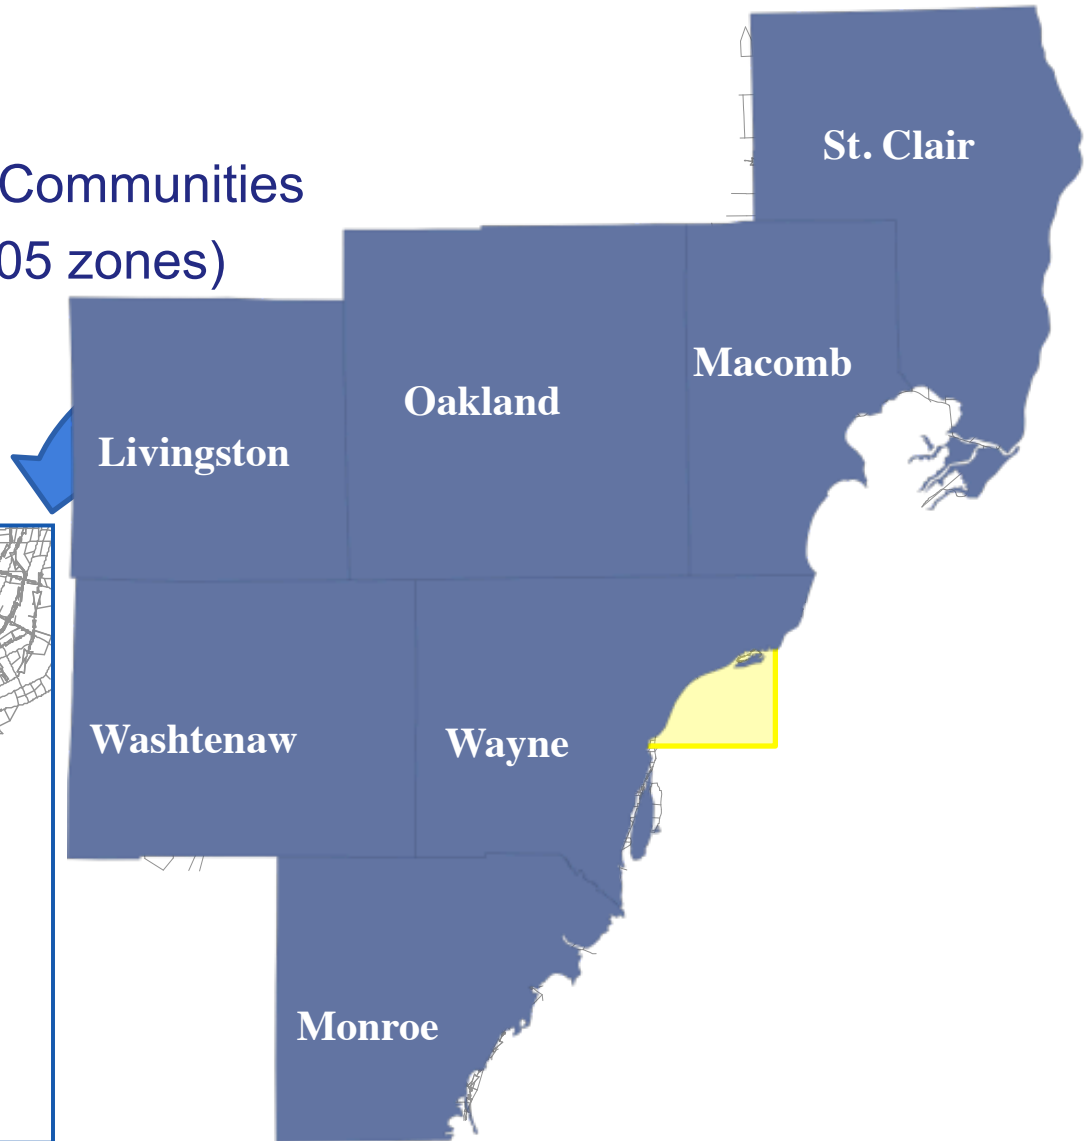 St. Clair
Communities
05 zones)
Macomb
Oakland
Livingston
Washtenaw
Wayne
Monroe